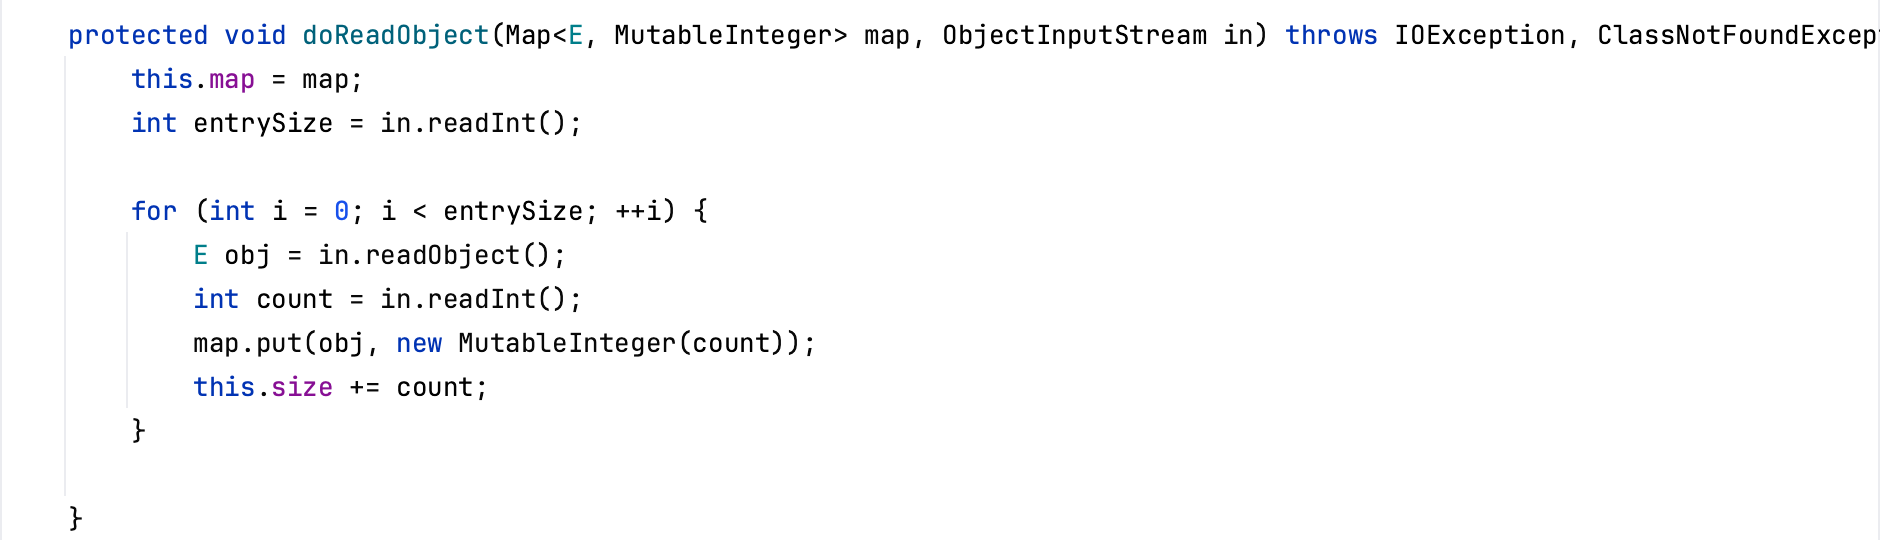 protected void doReadObject(Map<E, MutableInteger> map, ObjectInputStream in) throws IOException, ClassNotFoundExcep
this.map = map;
int entrySize = in.readInt();
for (int i = 0; i < entrySize; ++i) {
E obj = in.readObject();
int count = in.readInt();
map.put(obj, new MutableInteger(count));
this.size += count;
}
}